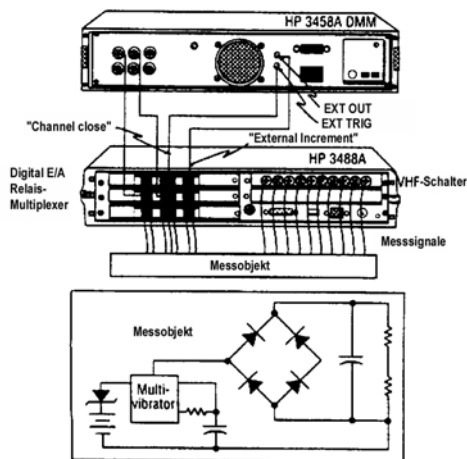 HP 3458A DMM
EXT OUT
EXT TRIG
"Channel close"
"External Increment"
HP 3488A
Digital E/A
Relais-
Multiplexer
VHF-Schalter
Messsignale
Messobjekt
Messobjekt
Multi-
vibrator